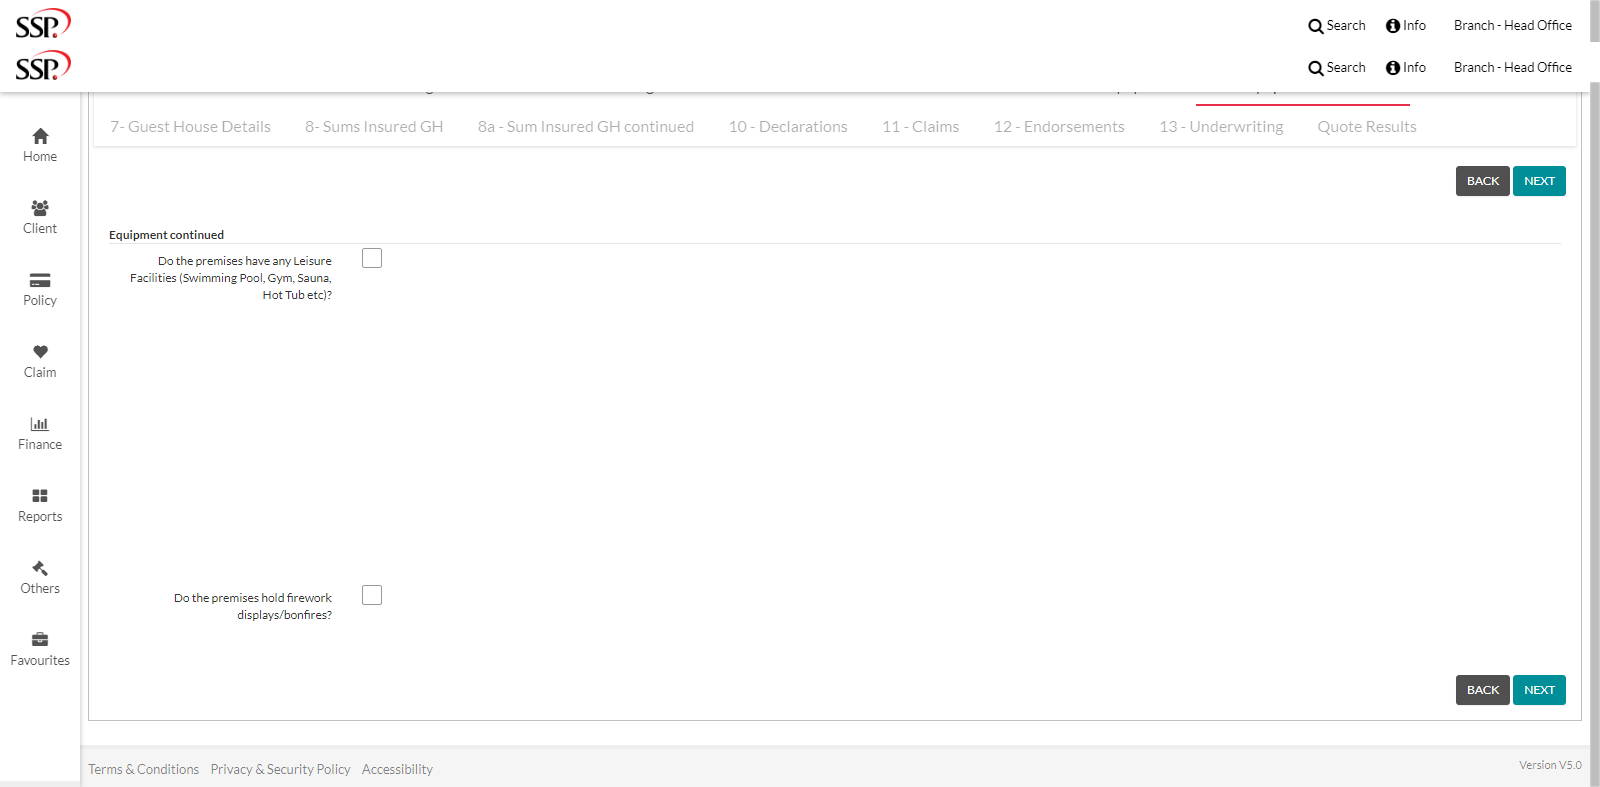 SSP.
Search
Info
Branch - Head Office
SSP.
Search
Info
Branch - Head Office
7- Guest House Details
8- Sums Insured GH
8a - Sum Insured GH continued
10 - Declarations
11 - Claims
12 - Endorsements
13 - Underwriting
Quote Results
Home
Client
Policy
Claim
Finance
Reports
Others
Favourites
BACK
NEXT
Equipment continued
Do the premises have any Leisure
Facilities (Swimming Pool, Gym, Sauna,
Hot Tub etc)?
Do the premises hold firework
displays/bonfires?
BACK
NEXT
Terms & Conditions
Privacy & Security Policy
Accessibility
Version V5.0